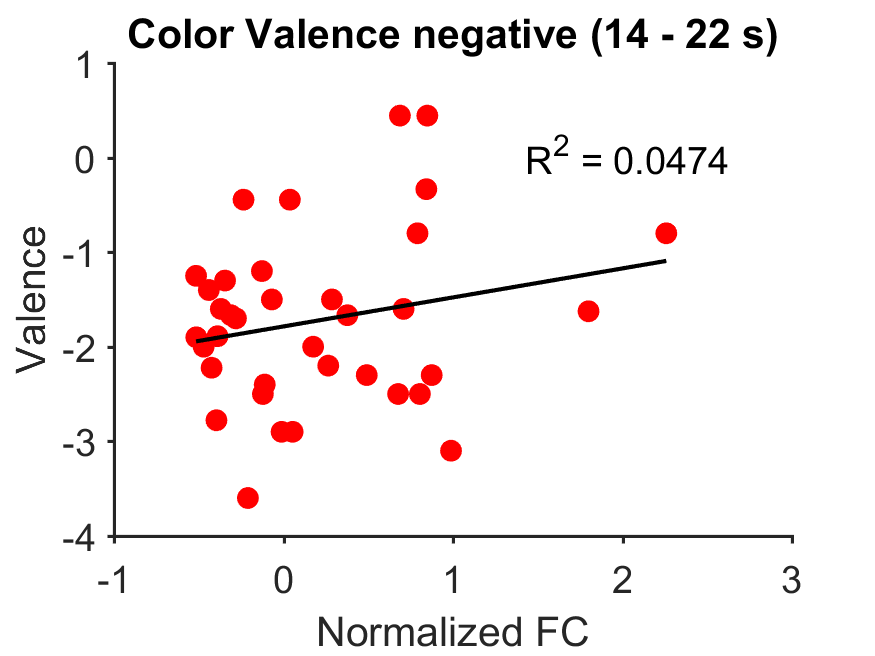 Color Valence negative (14 - 22 s)
1
0
-1
-2
-3
-4
Valence
R² = 0.0474
-1 0 1 2 3
Normalized FC